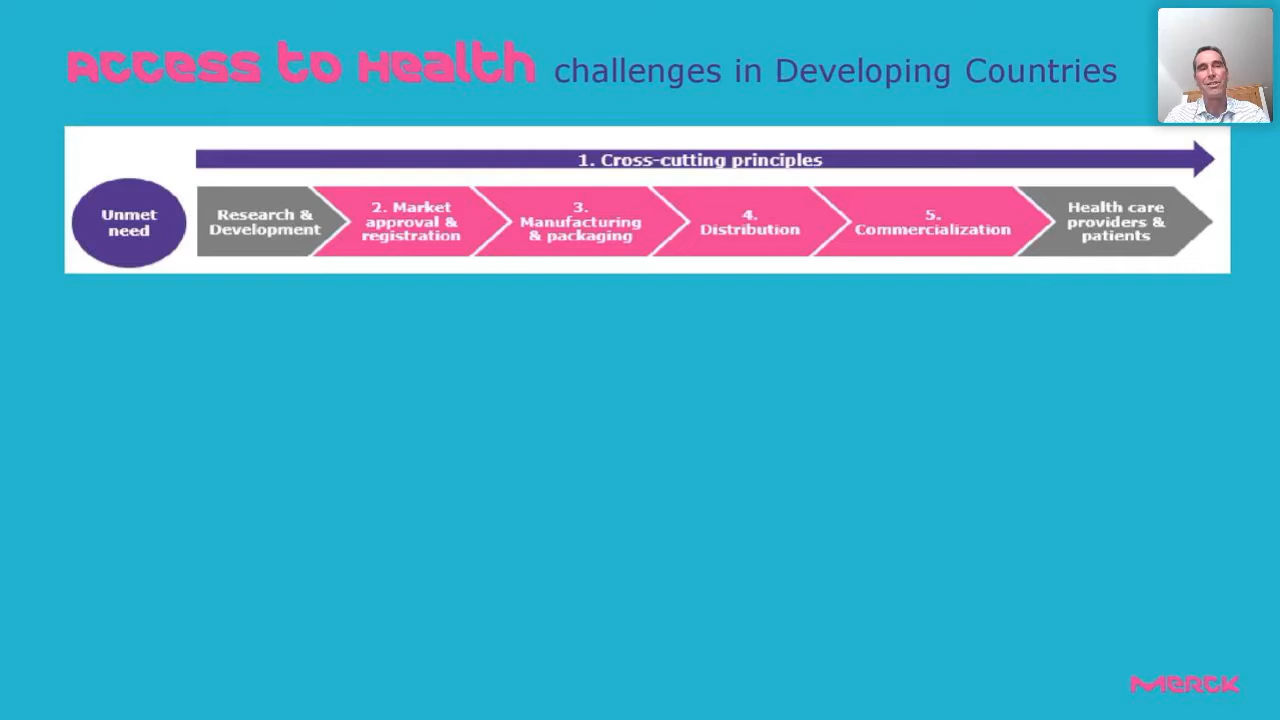 Access to Health challenges in Developing Countries
1. Cross-cutting principles
Unmet
need
Research &
Development
2. Market
approval &
registration
3.
Manufacturing
& packaging
4.
Distribution
5.
Commercialization
Health care
providers &
patients
Merck